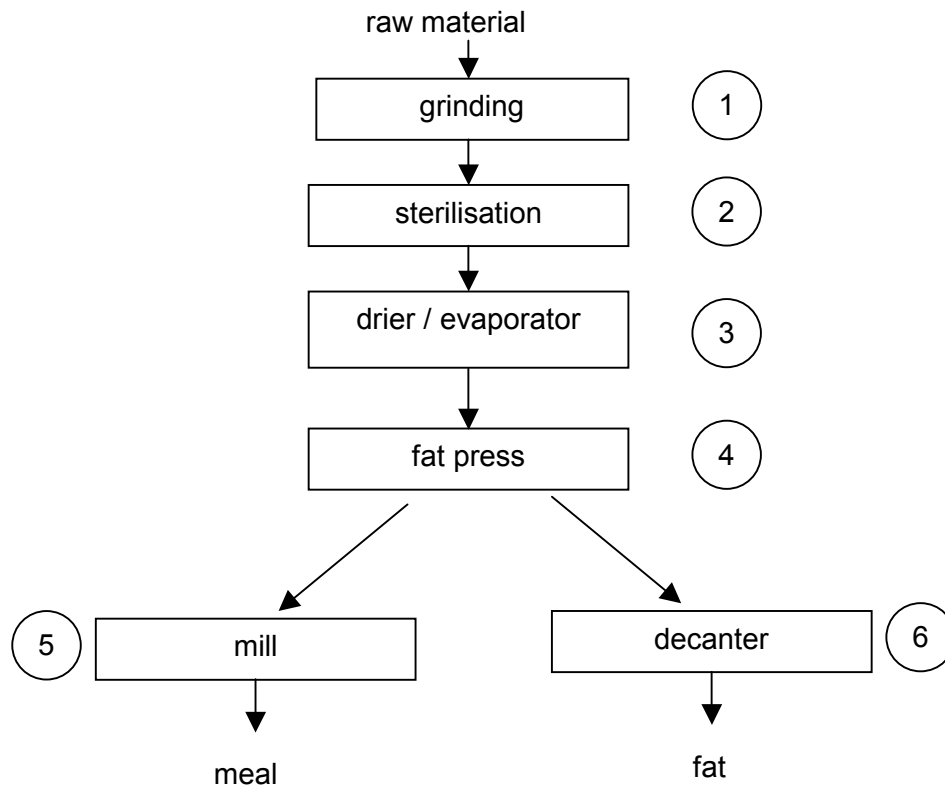 raw material
grinding
1
sterilisation
2
drier / evaporator
3
fat press
4
5
mill
decanter
6
meal
fat